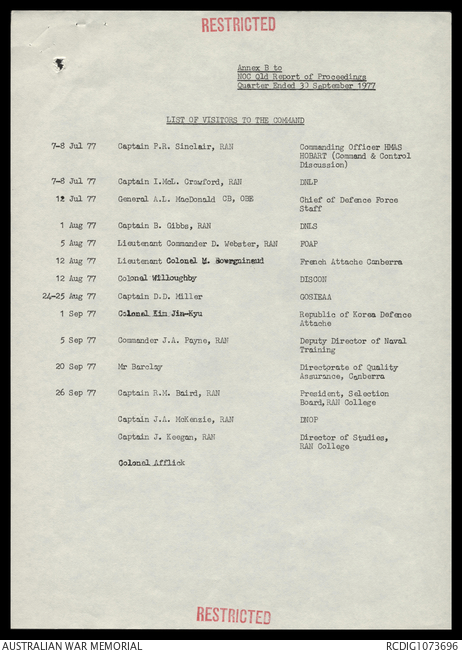 RESTRICTED
Annex B to
NOC Qld Report of Proceedings
Quarter Ended 30 September 1977
LIST OF VISITORS TO THE COMMAND
7-8 Jul 77 Captain P.R. Sinclair, RAN Commanding Officer HMAS
HOBART (Command & Control
Discussion)
7-8 Jul 77 Captain I.McL. Crawford, RAN DNLP
12 Jul 77 General A.L. MacDonald CB, OBE Chief of Defence Force
Staff
1 Aug 77 Captain B. Gibbs, RAN DNLS
5 Aug 77 Lieutenant Commander D. Webster, RAN FOAP
12 Aug 77 Lieutenant Colonel M. French Attache Canberra
12 Aug 77 Colonel Willoughby DISCON
24-25 Aug 77 Captain D.D. Miller GOSIEAA
1 Sep 77 Colonel Kim Jin-Kyu Republic of Korea Defence
Attache
5 Sep 77 Commander J.A. Payne, RAN Deputy Director of Naval
Training
20 Sep 77 Mr Barclay Directorate of Quality
Assurance, Canberra
26 Sep 77 Captain R.M. Baird, RAN President, Selection
Board, RAN College
Captain J.A. McKenzie, RAN DNOP
Captain J. Keegan, RAN Director of Studies,
RAN College
Colonel Afflick
RESTRICTED
AUSTRALIAN WAR MEMORIAL RCDIG1073696